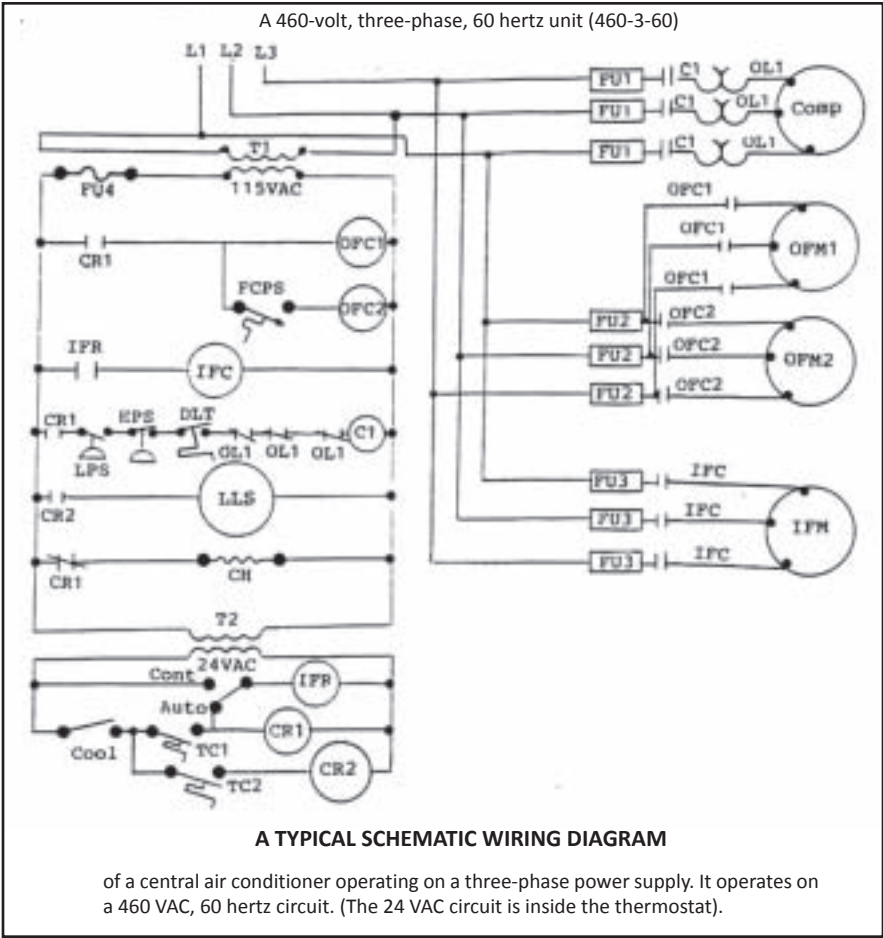 A 460-volt, three-phase, 60 hertz unit (460-3-60)
L1 L2 L3
FU1 C1 OL1
FU1 C1 OL1
Comp
FU1 C1 OL1
T1
FU4 115VAC
OFC1
CR1
OFC1
OFC1
OFM1
OFC1
FCPS
OFC2
FU2 OFC2
FU2 OFC2
OFM2
FU2 OFC2
IFR
IFC
CR1 EPS DLT C1
LPS OL1 OL1 OL1
CR2
LLS
FU3 IFC
FU3 IFC
IFM
FU3 IFC
CR1 CH
T2
24VAC
Cont
IFR
Auto
Cool TC1 CR1
TC2 CR2
A TYPICAL SCHEMATIC WIRING DIAGRAM
of a central air conditioner operating on a three-phase power supply. It operates on
a 460 VAC, 60 hertz circuit. (The 24 VAC circuit is inside the thermostat).